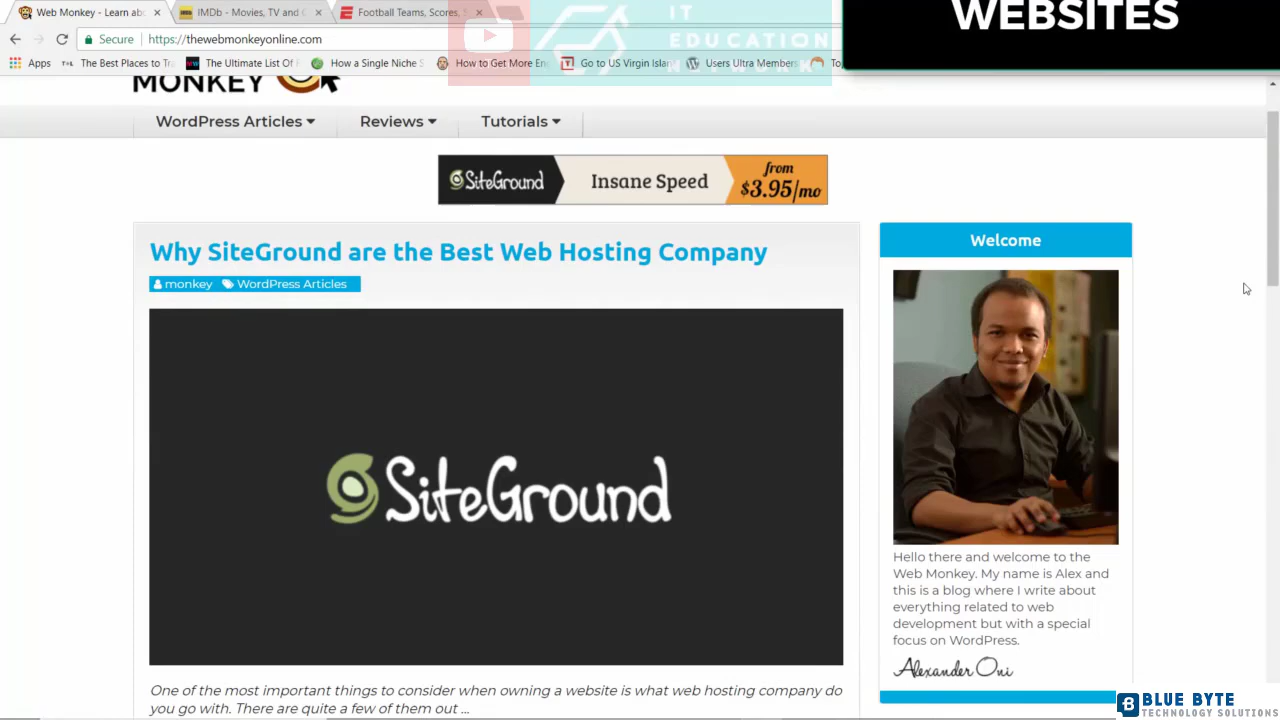 Web Monkey - Learn ab
IMDb - Movies, TV and
Football Teams, Scores, S
WEBSITES
Secure
https://thewebmonkeyonline.com
IT
EDUCATION
NETWORK
Apps
The Best Places to Tra
The Ultimate List Of
How a Single Niche S
How to Get More En
Go to US Virgin Islan
Users Ultra Members
MONKEY
WordPress Articles
Reviews
Tutorials
SiteGround
Insane Speed
from
$3.95/mo
Why SiteGround are the Best Web Hosting Company
monkey
WordPress Articles
SiteGround
One of the most important things to consider when owning a website is what web hosting company do
you go with. There are quite a few of them out ...
Welcome
Hello there and welcome to the
Web Monkey. My name is Alex and
this is a blog where I write about
everything related to web
development but with a special
focus on WordPress.
Alexander Oni
BLUE BYTE
TECHNOLOGY SOLUTIONS